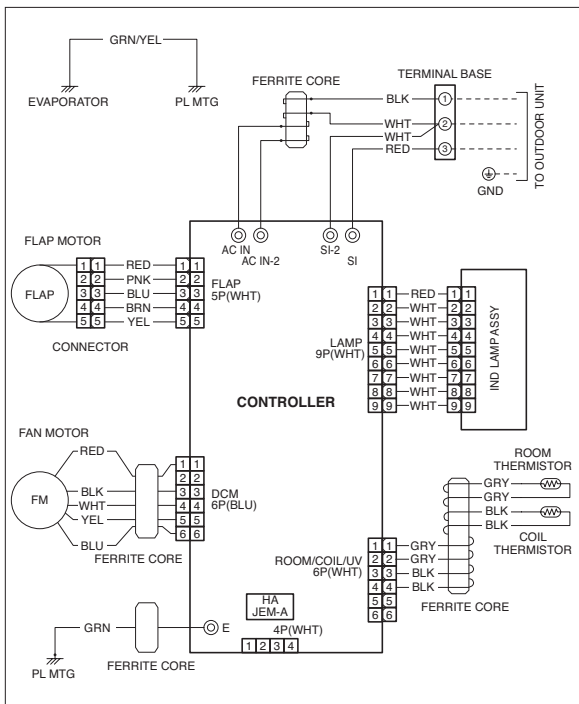 GRN/YEL
EVAPORATOR
PL MTG
FERRITE CORE
TERMINAL BASE
BLK
1
WHT
2
WHT
RED
3
GND
TO OUTDOOR UNIT
AC IN
AC IN-2
SI-2
SI
FLAP MOTOR
FLAP
1 1 RED 1 1
2 2 PNK 2 2
3 3 BLU 3 3
4 4 BRN 4 4
5 5 YEL 5 5
CONNECTOR
FLAP
5P(WHT)
LAMP
9P(WHT)
1 1 RED 1 1
2 2 WHT 2 2
3 3 WHT 3 3
4 4 WHT 4 4
5 5 WHT 5 5
6 6 WHT 6 6
7 7 WHT 7 7
8 8 WHT 8 8
9 9 WHT 9 9
IND LAMP ASSY
CONTROLLER
FAN MOTOR
FM
RED
BLK
WHT
YEL
BLU
FERRITE CORE
1 1
2 2
3 3
4 4
5 5
6 6
DCM
6P(BLU)
ROOM
THERMISTOR
GRY
GRY
BLK
BLK
COIL
THERMISTOR
ROOM/COIL/UV
6P(WHT)
1 1 GRY
2 2 GRY
3 3 BLK
4 4 BLK
5 5
6 6
FERRITE CORE
HA
JEM-A
4P(WHT)
1 2 3 4
GRN
E
FERRITE CORE
PL MTG